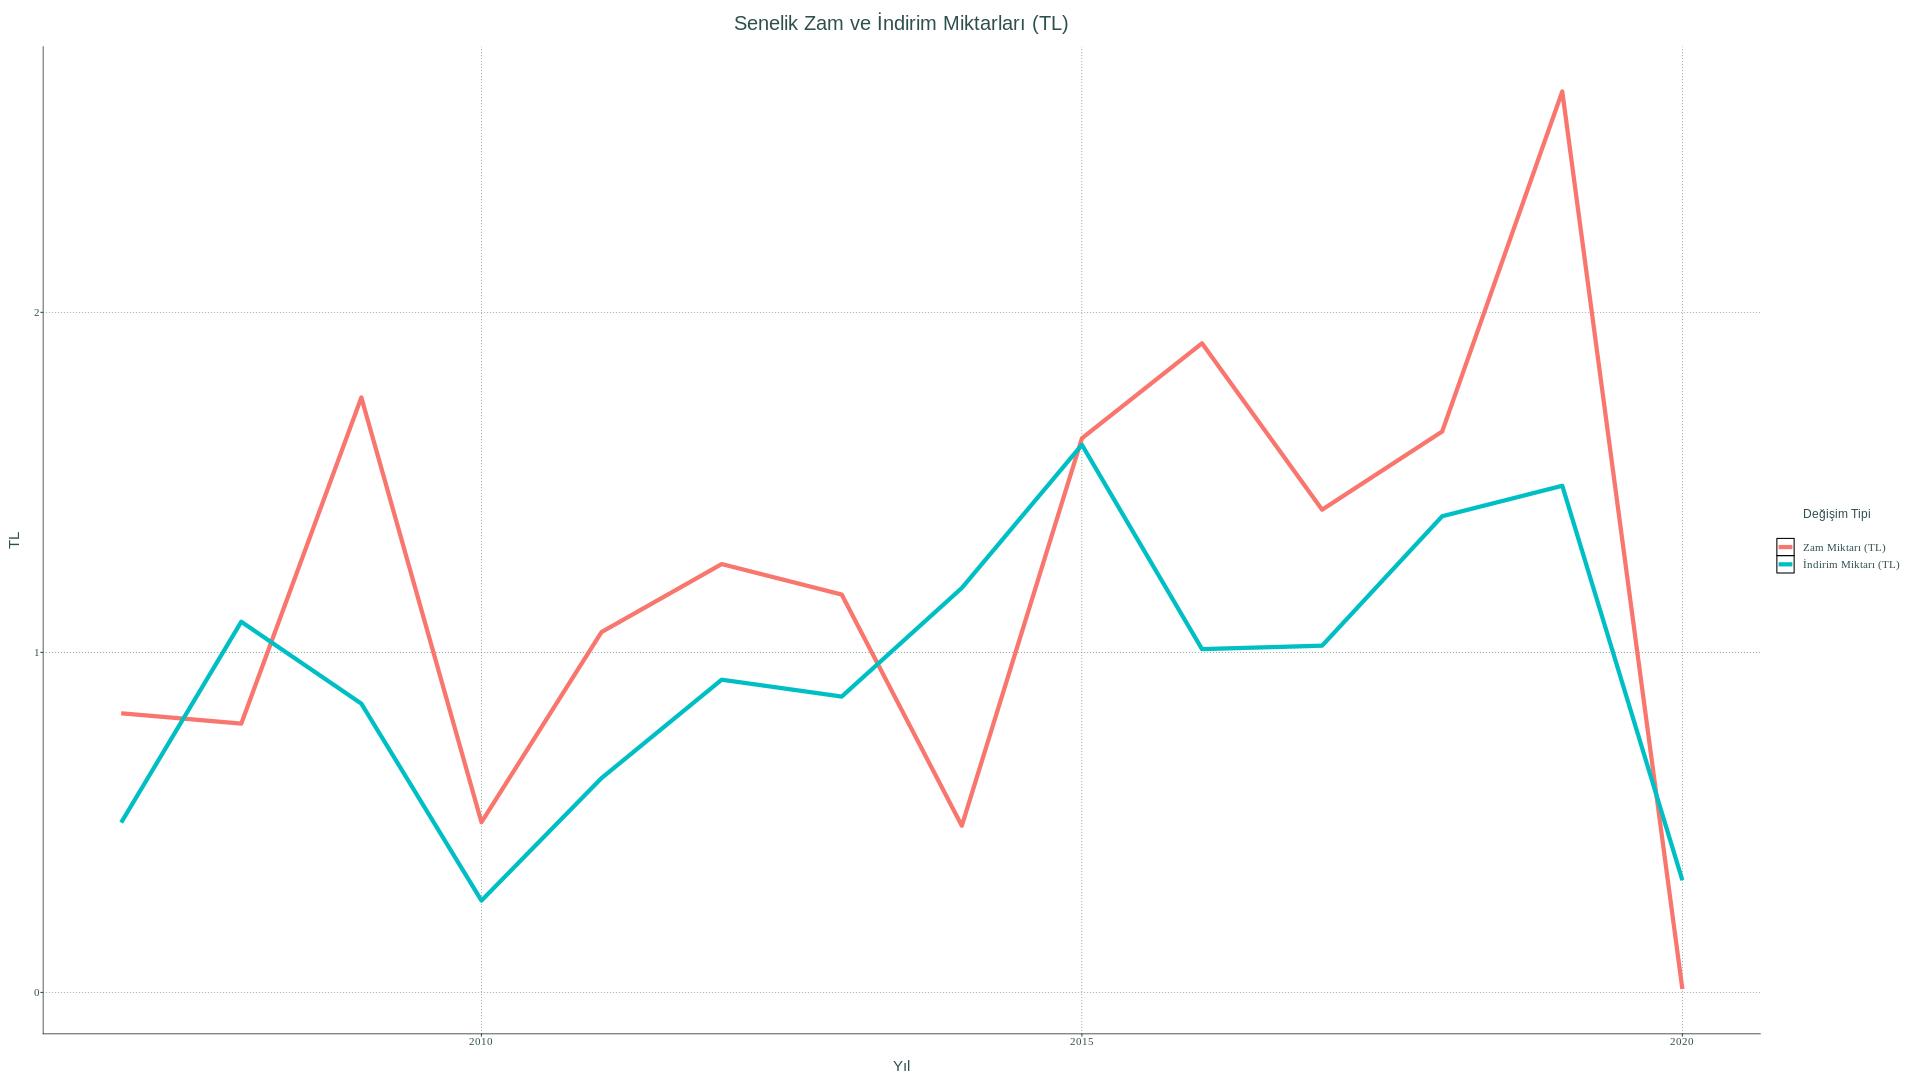 Senelik Zam ve İndirim Miktarları (TL)
TL
2
1
0
2010
2015
2020
Yıl
Değişim Tipi
Zam Miktarı (TL)
İndirim Miktarı (TL)